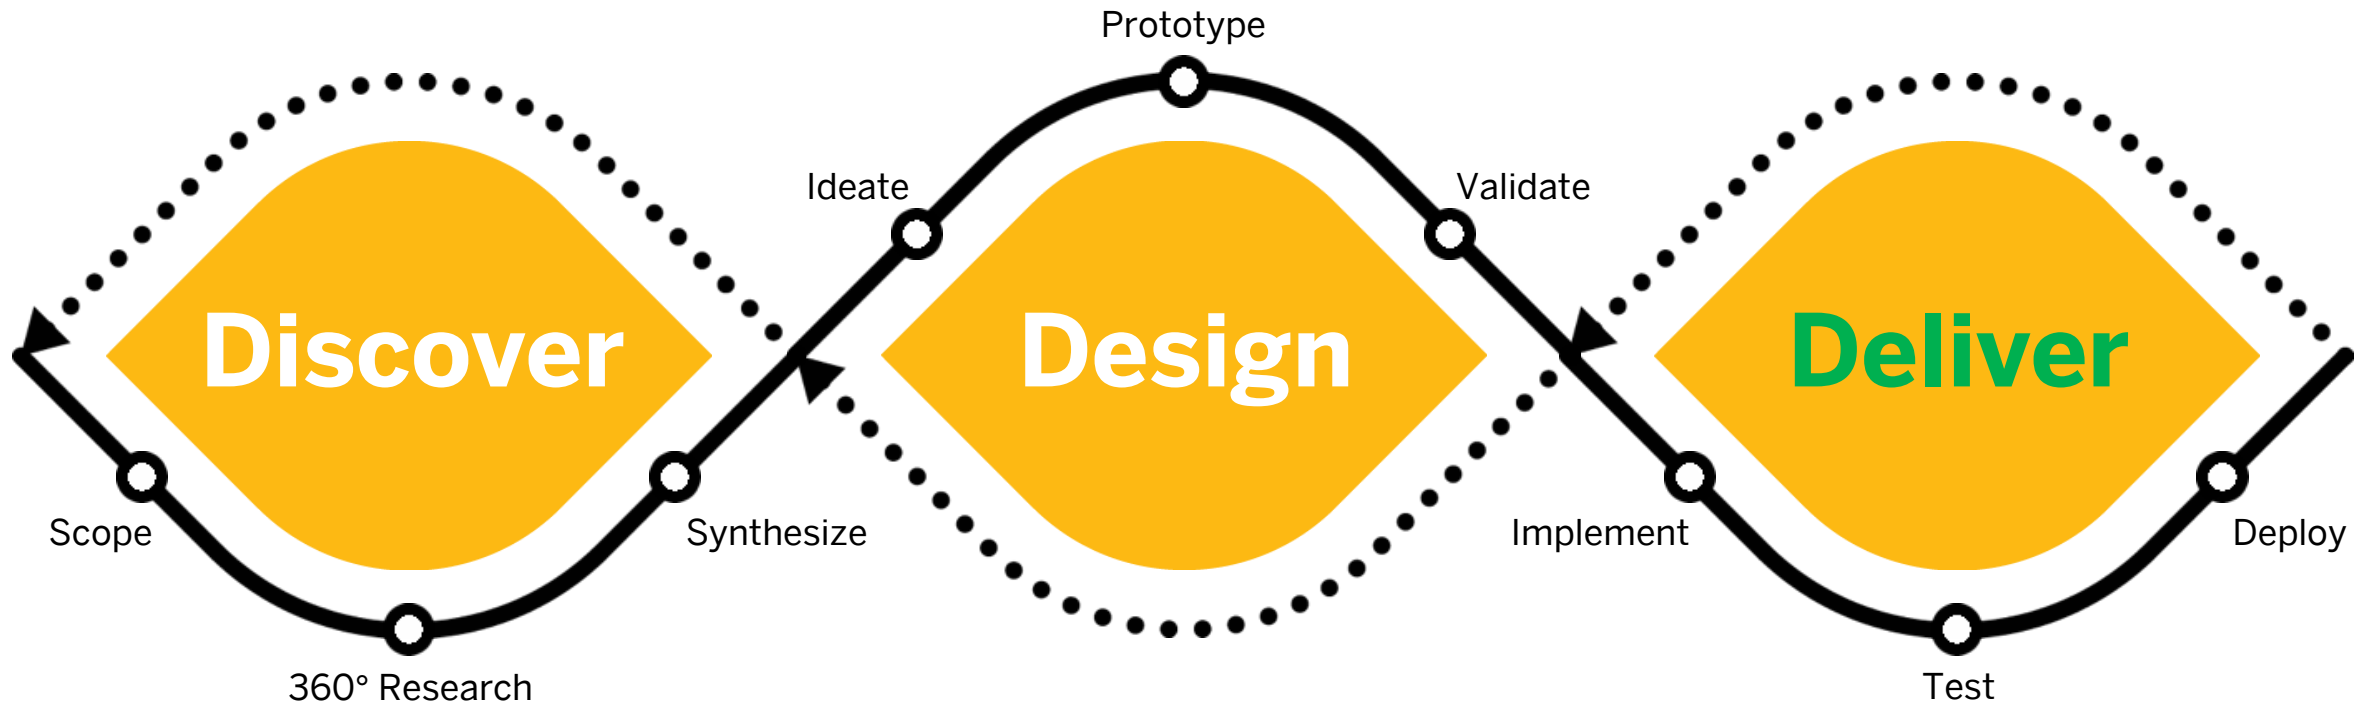 Prototype
Ideate
Validate
Discover
Design
Deliver
Scope
Synthesize
Implement
Deploy
360° Research
Test